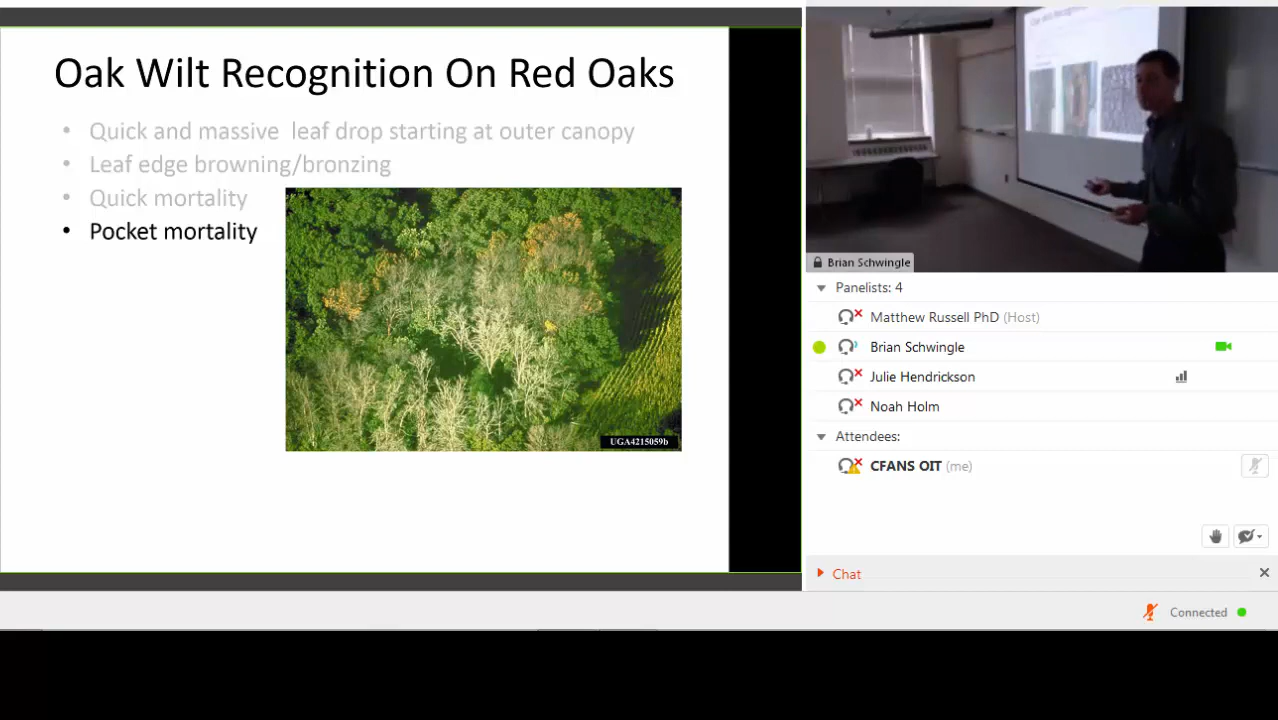 Oak Wilt Recognition On Red Oaks
• Quick and massive leaf drop starting at outer canopy
• Leaf edge browning/bronzing
• Quick mortality
• Pocket mortality
UGA4215059b
Brian Schwingle
Panelists: 4
Matthew Russell PhD (Host)
Brian Schwingle
Julie Hendrickson
Noah Holm
Attendees:
CFANS OIT (me)
Chat
Connected